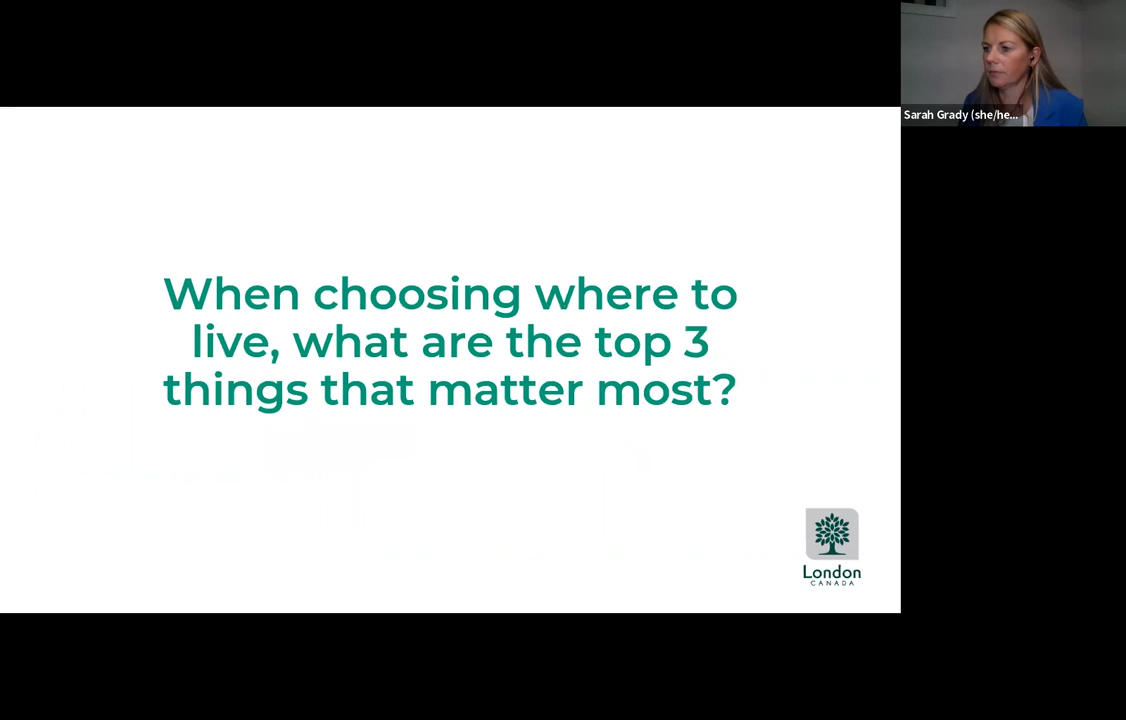 Sarah Grady (she/he...
When choosing where to
live, what are the top 3
things that matter most?
London
CANADA